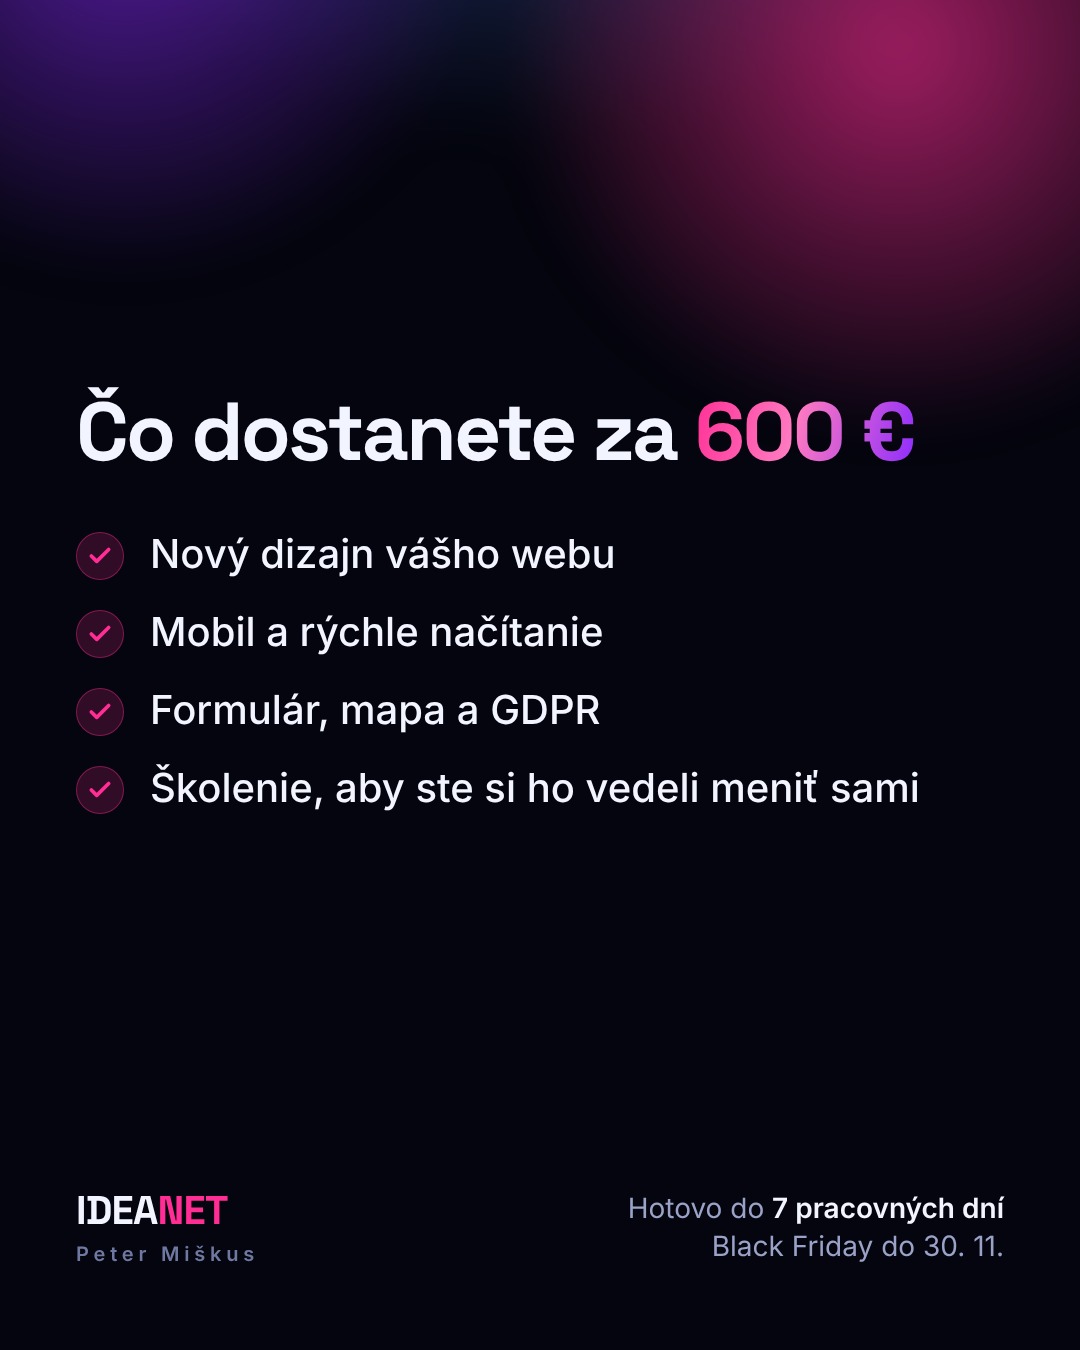 Čo dostanete za 600 €
Nový dizajn vášho webu
Mobil a rýchle načítanie
Formulár, mapa a GDPR
Školenie, aby ste si ho vedeli meniť sami
IDEANET
Peter Miškus
Hotovo do 7 pracovných dní
Black Friday do 30. 11.